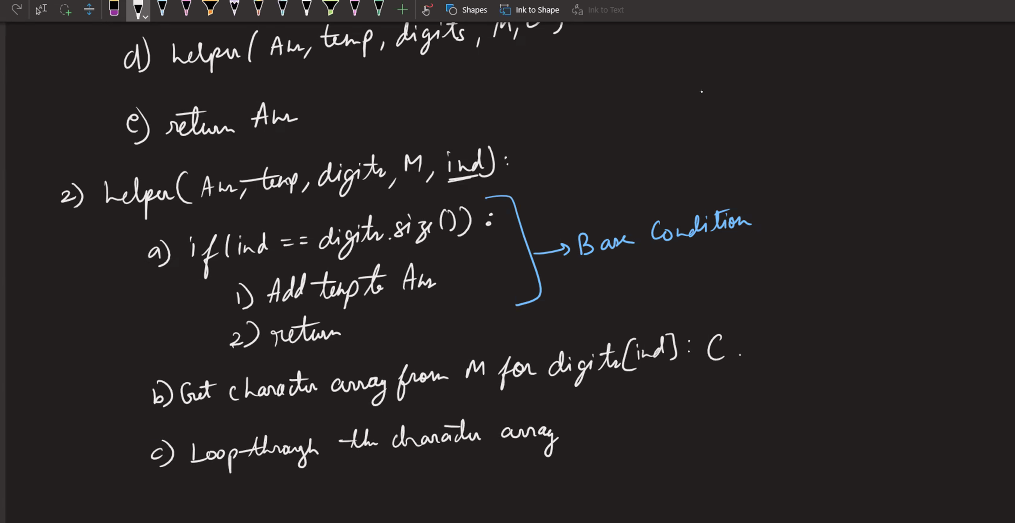 Shapes Ink to Shape Ink to Text
d) helper( Ans, temp, digits, M,
e) return Ans
2) helper( Ans, temp, digits, M, ind):
a) if(ind == digits.size()) :
Base Condition
1) Add temp to Ans
2) return
b) Get character array from M for digits[ind]: C.
c) Loop through the character array